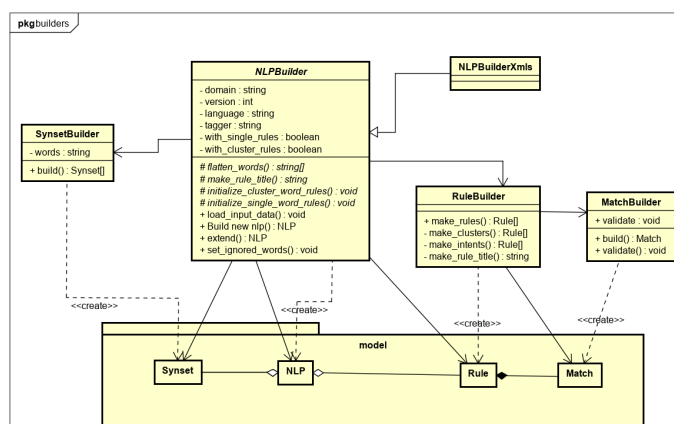 pkg builders
NLPBuilder
- domain : string
- version : int
- language : string
- tagger : string
- with_single_rules : boolean
- with_cluster_rules : boolean
# flatten_words() : string[]
# make_rule_title() : string
# initialize_cluster_word_rules() : void
# initialize_single_word_rules() : void
+ load_input_data() : void
+ Build new nlp() : NLP
+ extend() : NLP
+ set_ignored_words() : void
NLPBuilderXmls
SynsetBuilder
- words : string
+ build() : Synset[]
RuleBuilder
+ make_rules() : Rule[]
- make_clusters() : Rule[]
- make_intents() : Rule[]
- make_rule_title() : string
MatchBuilder
+ validate : void
+ build() : Match
+ validate() : void
<<create>>
<<create>>
<<create>>
<<create>>
model
Synset
NLP
Rule
Match